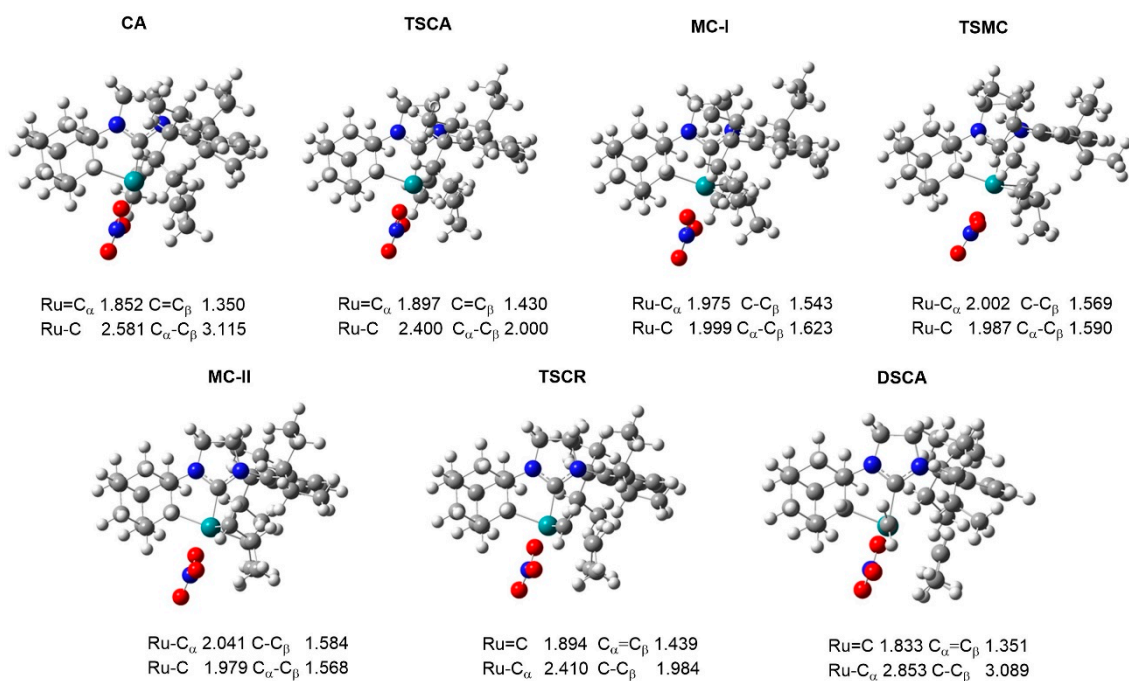 CA TSCA MC-I TSMC
Ru=Cα 1.852 C=Cβ 1.350 Ru=Cα 1.897 C=Cβ 1.430 Ru-Cα 1.975 C-Cβ 1.543 Ru-Cα 2.002 C-Cβ 1.569
Ru-C 2.581 Cα-Cβ 3.115 Ru-C 2.400 Cα-Cβ 2.000 Ru-C 1.999 Cα-Cβ 1.623 Ru-C 1.987 Cα-Cβ 1.590
MC-II TSCR DSCA
Ru-Cα 2.041 C-Cβ 1.584 Ru=C 1.894 Cα=Cβ 1.439 Ru=C 1.833 Cα=Cβ 1.351
Ru-C 1.979 Cα-Cβ 1.568 Ru-Cα 2.410 C-Cβ 1.984 Ru-Cα 2.853 C-Cβ 3.089